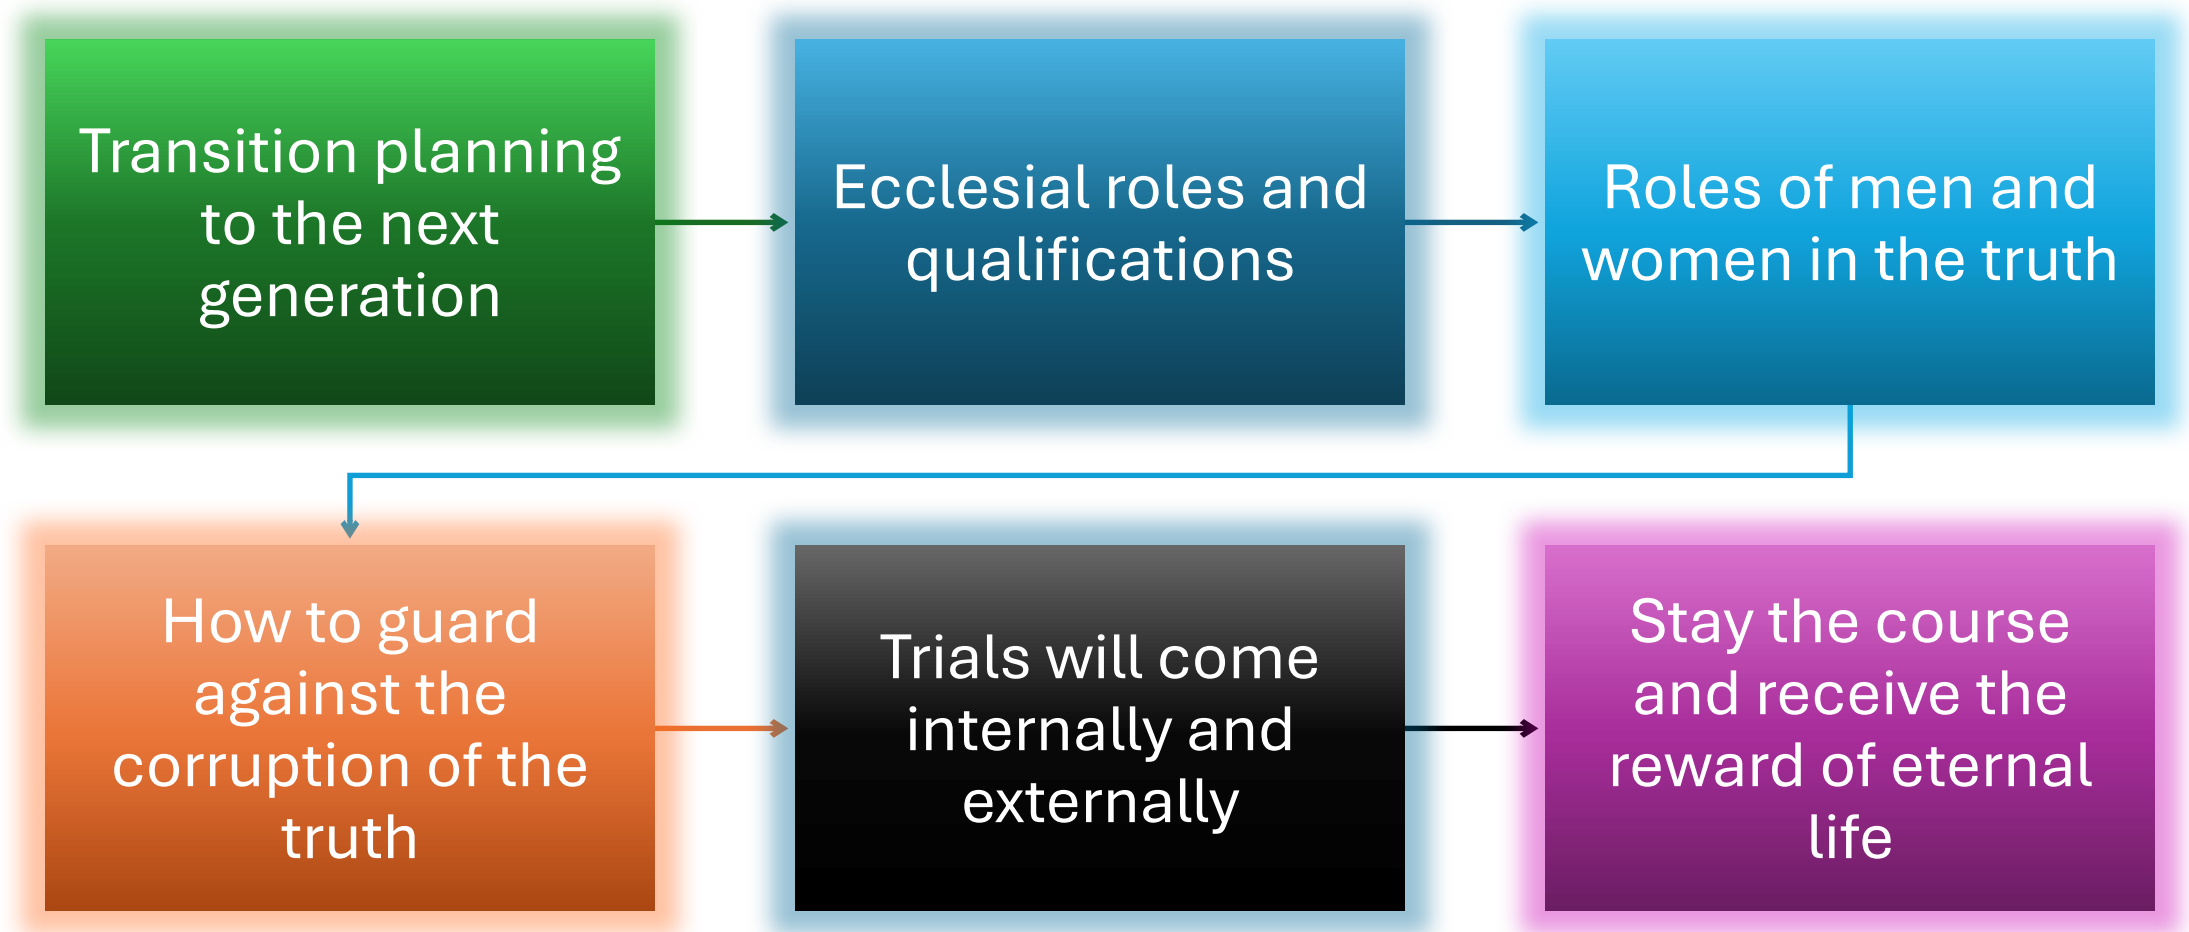 Transition planning
to the next
generation
Ecclesial roles and
qualifications
Roles of men and
women in the truth
How to guard
against the
corruption of the
truth
Trials will come
internally and
externally
Stay the course
and receive the
reward of eternal
life